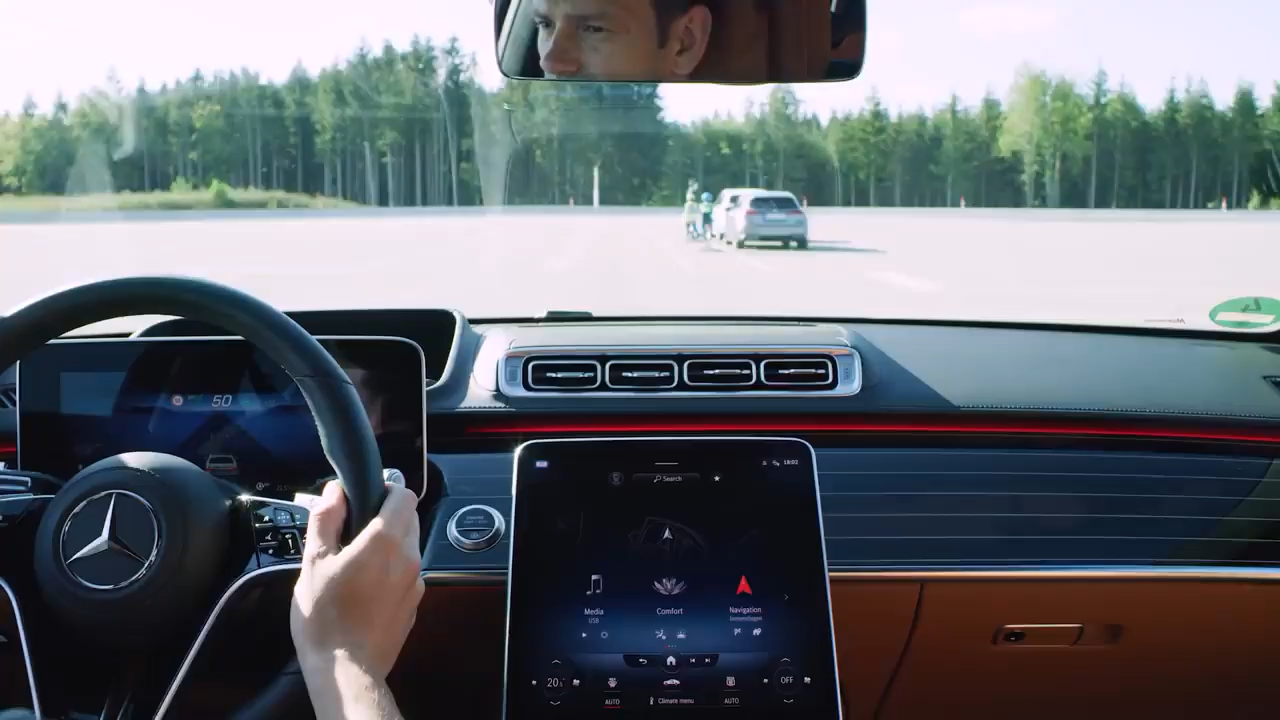 50
18:02
Search
Media
USB
Comfort
Navigation
20
OFF
AUTO
Climate menu
AUTO